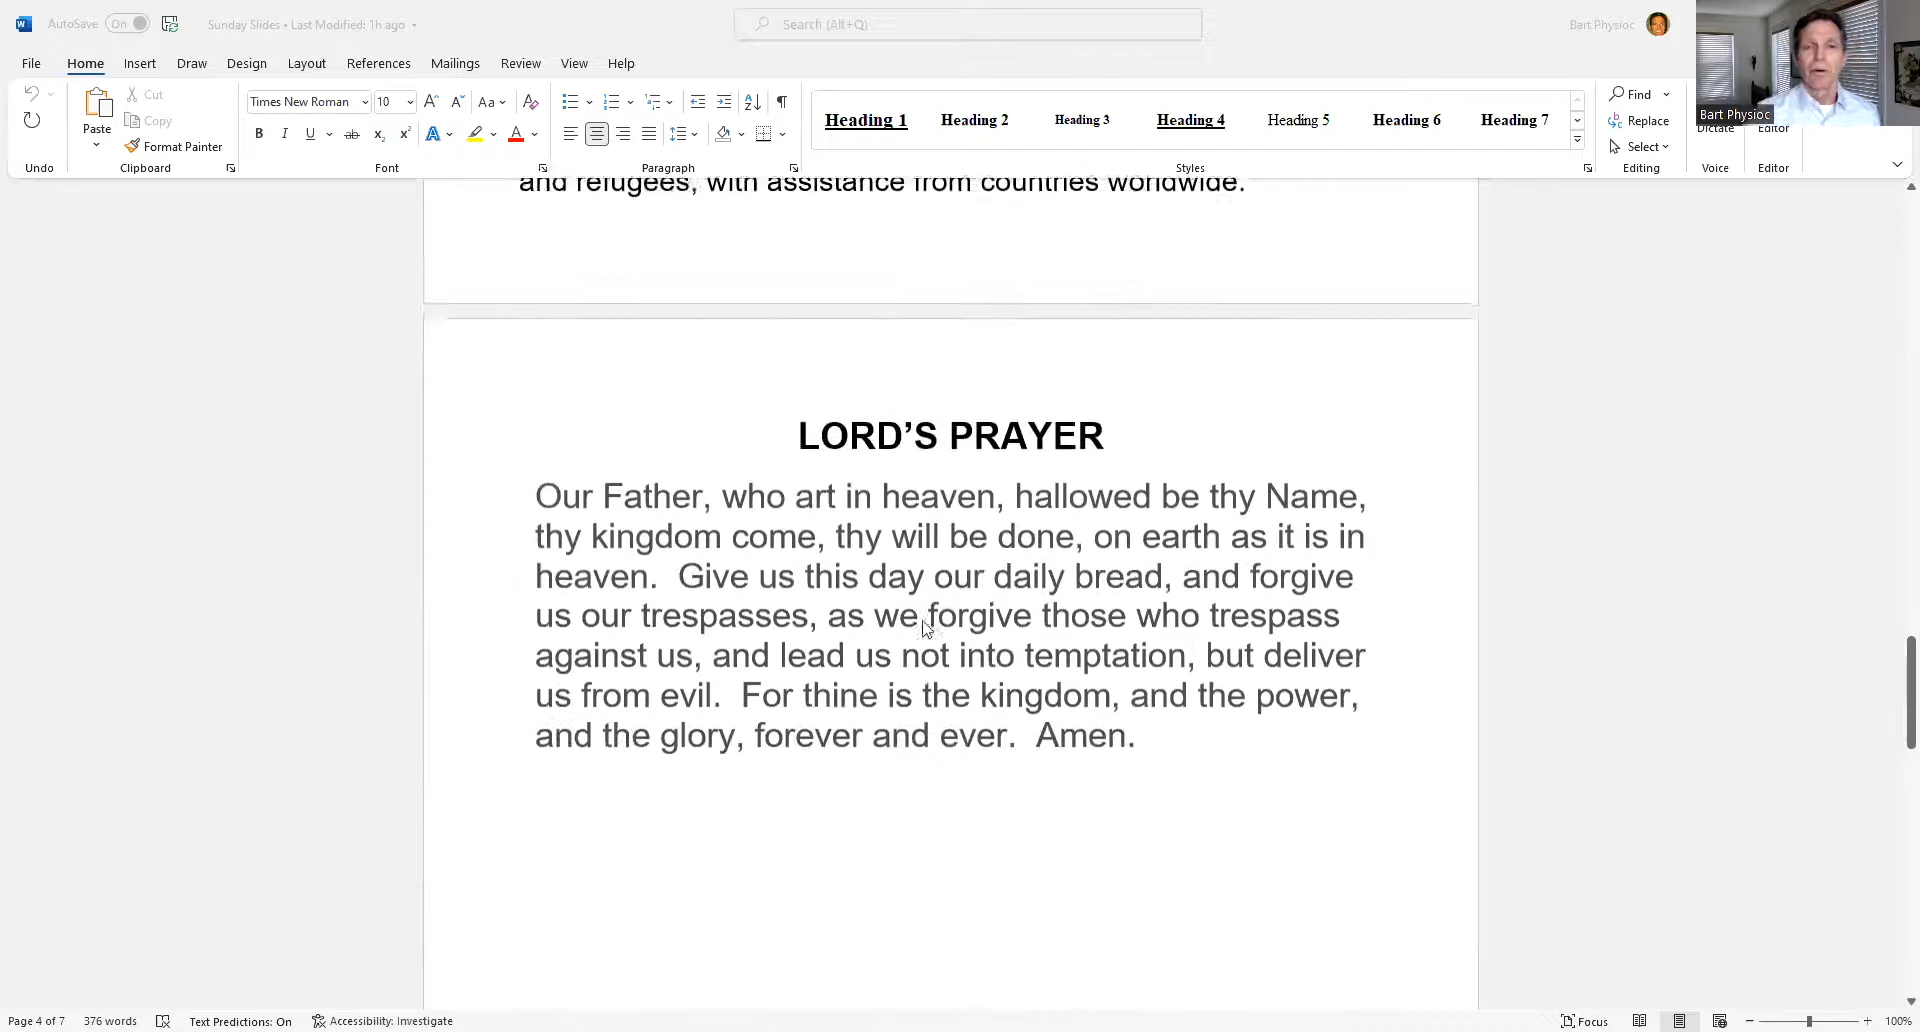 AutoSave On Sunday Slides • Last Modified: 1h ago Search (Alt+Q) Bart Physioc
File Home Insert Draw Design Layout References Mailings Review View Help
Paste
Cut
Copy
Format Painter
Times New Roman 10
Heading 1 Heading 2 Heading 3 Heading 4 Heading 5 Heading 6 Heading 7
Find
Replace
Select
Dictate
Editor
Bart Physioc
Undo Clipboard Font Paragraph Styles Editing Voice Editor
and refugees, with assistance from countries worldwide.
LORD’S PRAYER
Our Father, who art in heaven, hallowed be thy Name,
thy kingdom come, thy will be done, on earth as it is in
heaven.  Give us this day our daily bread, and forgive
us our trespasses, as we forgive those who trespass
against us, and lead us not into temptation, but deliver
us from evil.  For thine is the kingdom, and the power,
and the glory, forever and ever.  Amen.
Page 4 of 7 376 words Text Predictions: On Accessibility: Investigate Focus 100%